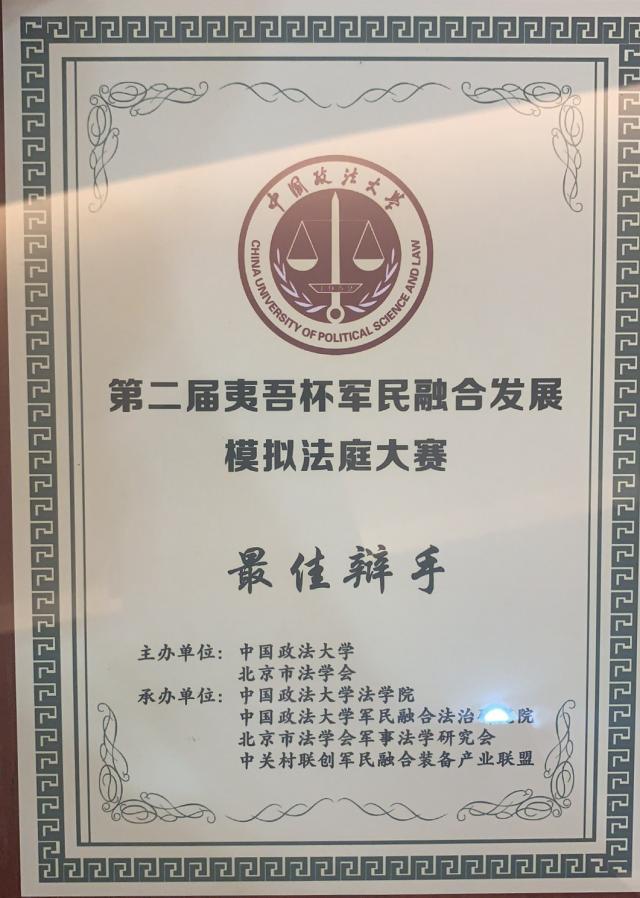 中国政法大学
CHINA UNIVERSITY OF POLITICAL SCIENCE AND LAW
1952
第二届夷吾杯军民融合发展
模拟法庭大赛
最佳辩手
主办单位：中国政法大学
北京市法学会
承办单位：中国政法大学法学院
中国政法大学军民融合法治院
北京市法学会军事法学研究会
中关村联创军民融合装备产业联盟